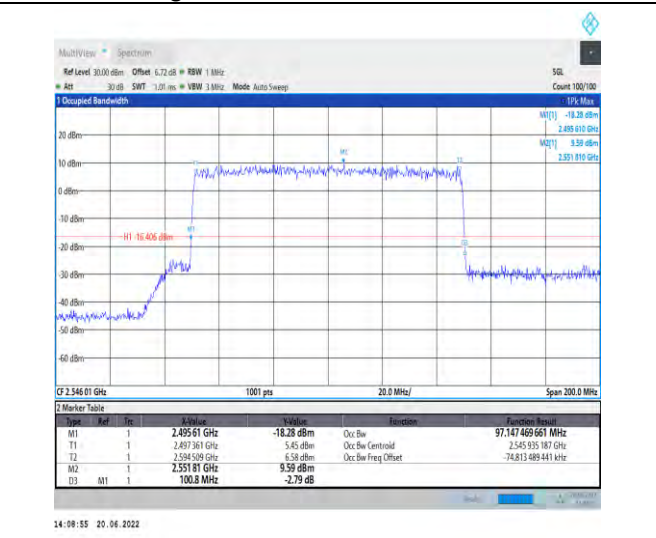 MultiView Spectrum
Ref Level 30.00 dBm Offset 6.72 dB RBW 1 MHz SGL
Att 30 dB SWT 1.01 ms VBW 3 MHz Mode Auto Sweep Count 100/100
1 Occupied Bandwidth 1Pk Max
M1[1] -18.28 dBm
2.495 610 GHz
M2[1] 9.59 dBm
2.551 810 GHz
20 dBm
10 dBm
0 dBm
-10 dBm
-20 dBm
-30 dBm
-40 dBm
-50 dBm
-60 dBm
T1
M2
T2
M1
H1 -16.406 dBm
CF 2.546 01 GHz 1001 pts 20.0 MHz/ Span 200.0 MHz
2 Marker Table
Type Ref Trc X-Value Y-Value Function Function Result
M1 1 2.495 61 GHz -18.28 dBm Occ Bw 97.147 469 661 MHz
T1 1 2.497 361 GHz 5.45 dBm Occ Bw Centroid 2.545 935 187 GHz
T2 1 2.594 509 GHz 6.58 dBm Occ Bw Freq Offset -74.813 489 441 kHz
M2 1 2.551 81 GHz 9.59 dBm
D3 M1 1 100.8 MHz -2.79 dB
14:08:55 20.06.2022